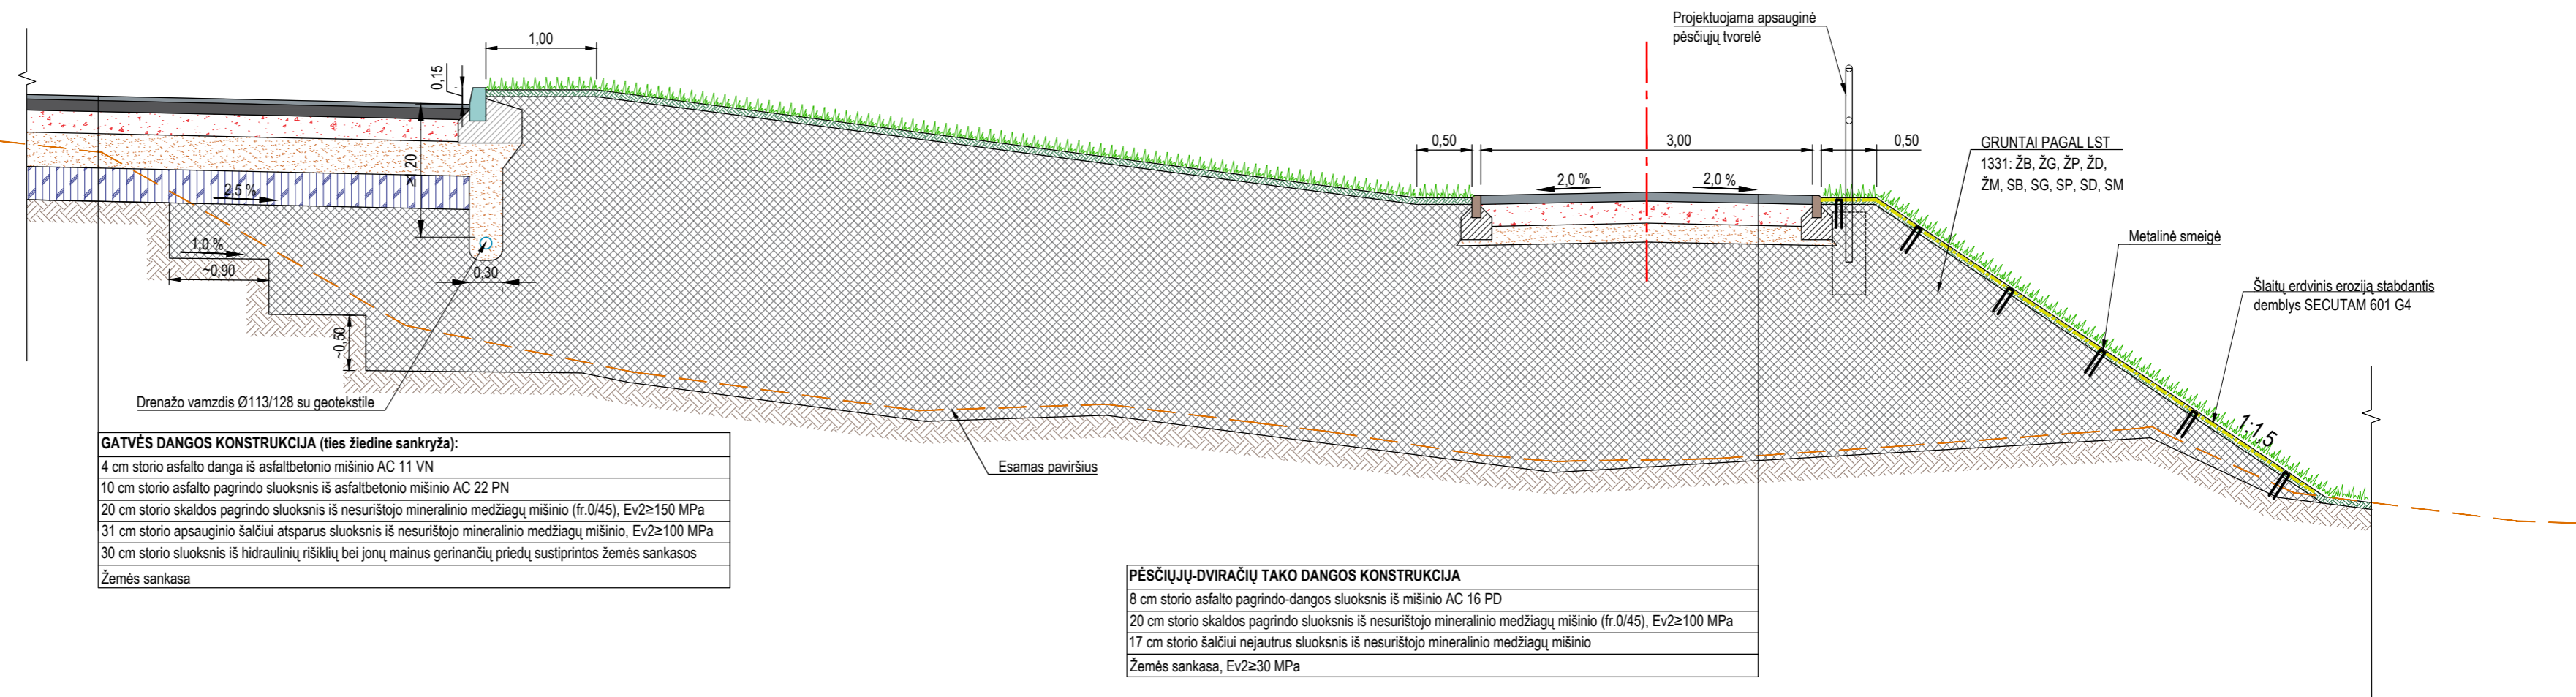 Projektuojama apsauginė
pėsčiųjų tvorelė
1,00
0,15
≥1,20
0,50
3,00
0,50
GRUNTAI PAGAL LST
1331: ŽB, ŽG, ŽP, ŽD,
ŽM, SB, SG, SP, SD, SM
2,0 %
2,0 %
2,5 %
1,0 %
~0,90
0,30
~0,50
Metalinė smeigė
Šlaitų erdvinis eroziją stabdantis
demblys SECUTAM 601 G4
1:1,5
Drenažo vamzdis Ø113/128 su geotekstile
Esamas paviršius
GATVĖS DANGOS KONSTRUKCIJA (ties žiedine sankryža):
4 cm storio asfalto danga iš asfaltbetonio mišinio AC 11 VN
10 cm storio asfalto pagrindo sluoksnis iš asfaltbetonio mišinio AC 22 PN
20 cm storio skaldos pagrindo sluoksnis iš nesurištojo mineralinio medžiagų mišinio (fr.0/45), Ev2≥150 MPa
31 cm storio apsauginio šalčiui atsparus sluoksnis iš nesurištojo mineralinio medžiagų mišinio, Ev2≥100 MPa
30 cm storio sluoksnis iš hidraulinių rišiklių bei jonų mainus gerinančių priedų sustiprintos žemės sankasos
Žemės sankasa
PĖSČIŲJŲ-DVIRAČIŲ TAKO DANGOS KONSTRUKCIJA
8 cm storio asfalto pagrindo-dangos sluoksnis iš mišinio AC 16 PD
20 cm storio skaldos pagrindo sluoksnis iš nesurištojo mineralinio medžiagų mišinio (fr.0/45), Ev2≥100 MPa
17 cm storio šalčiui nejautrus sluoksnis iš nesurištojo mineralinio medžiagų mišinio
Žemės sankasa, Ev2≥30 MPa